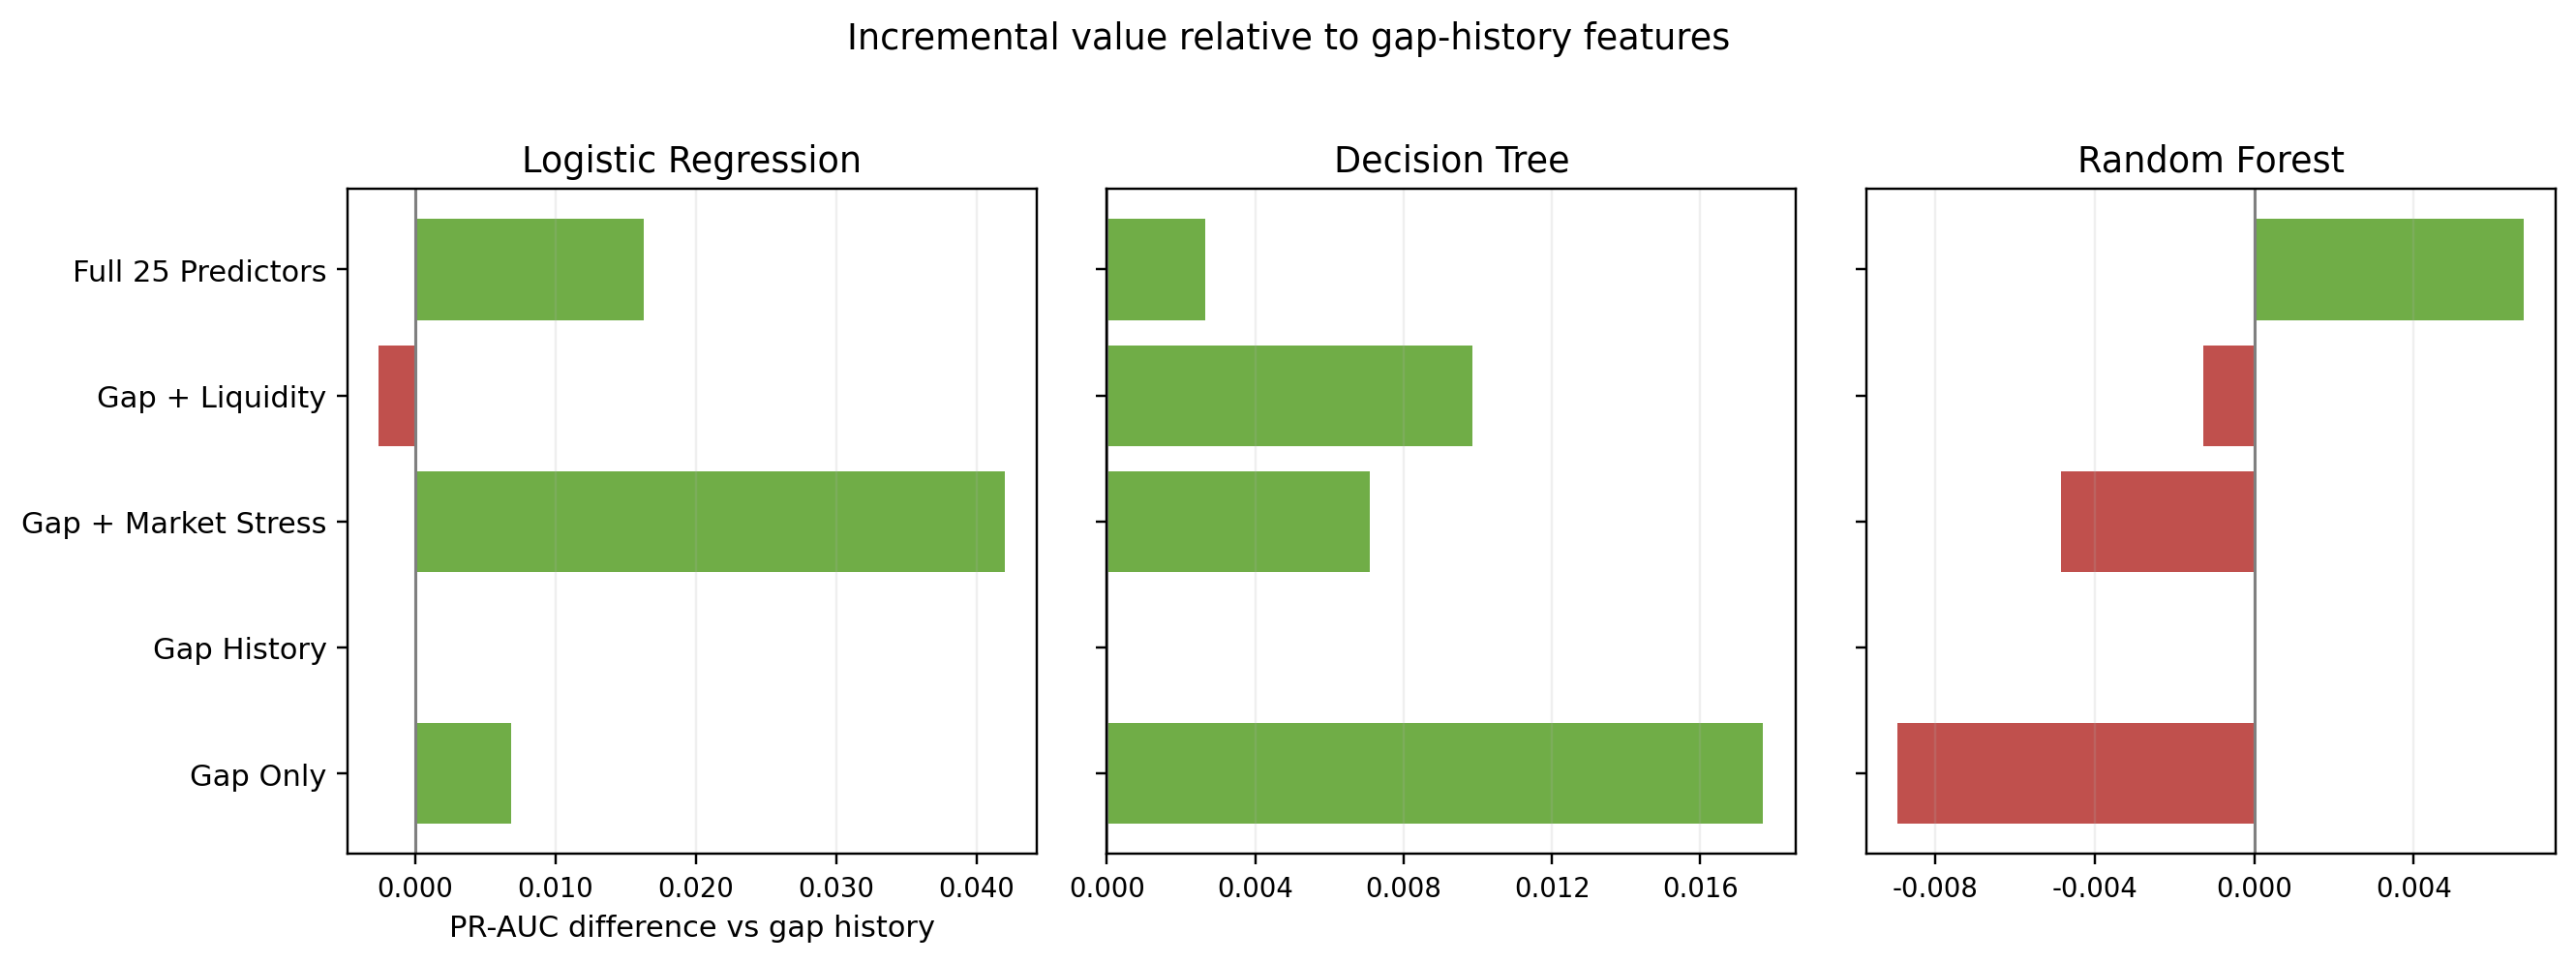 Incremental value relative to gap-history features
Logistic Regression
Decision Tree
Random Forest
Full 25 Predictors
Gap + Liquidity
Gap + Market Stress
Gap History
Gap Only
0.000 0.010 0.020 0.030 0.040
0.000 0.004 0.008 0.012 0.016
-0.008 -0.004 0.000 0.004
PR-AUC difference vs gap history